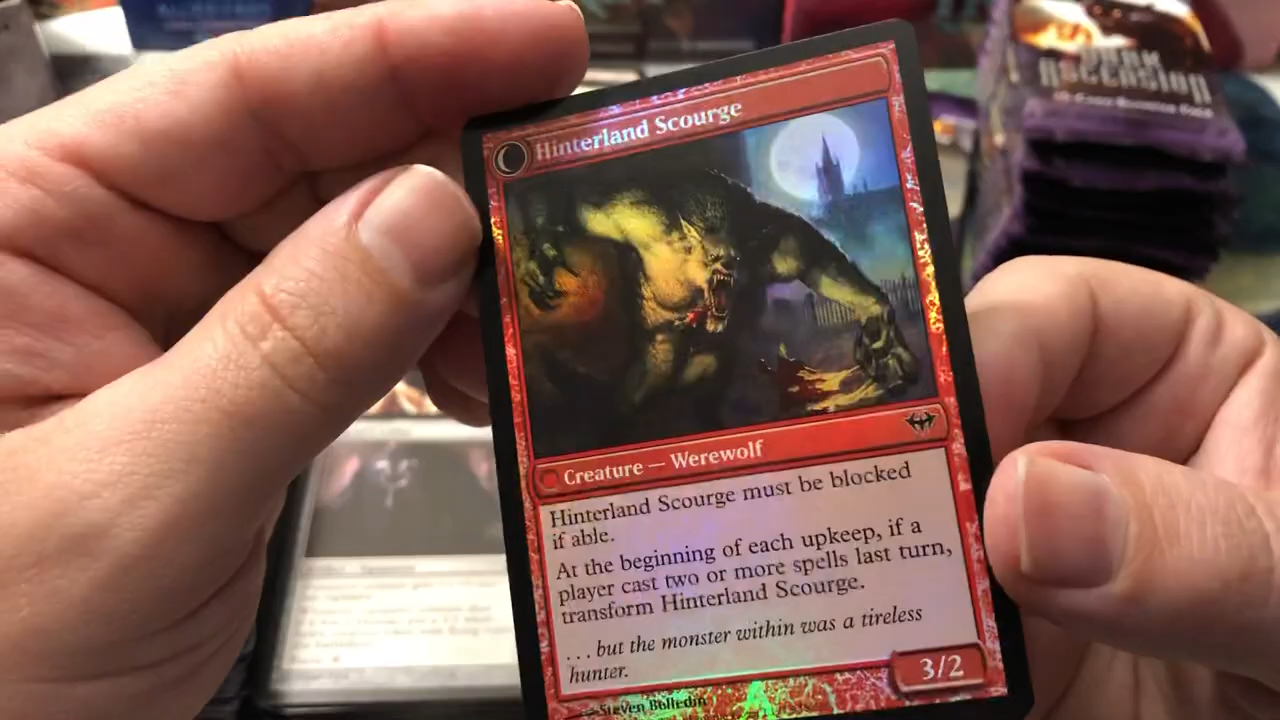 Hinterland Scourge
Creature — Werewolf
Hinterland Scourge must be blocked
if able.
At the beginning of each upkeep, if a
player cast two or more spells last turn,
transform Hinterland Scourge.
. . . but the monster within was a tireless
hunter.
3/2
Steven Belledin
DARK
ASCENSION